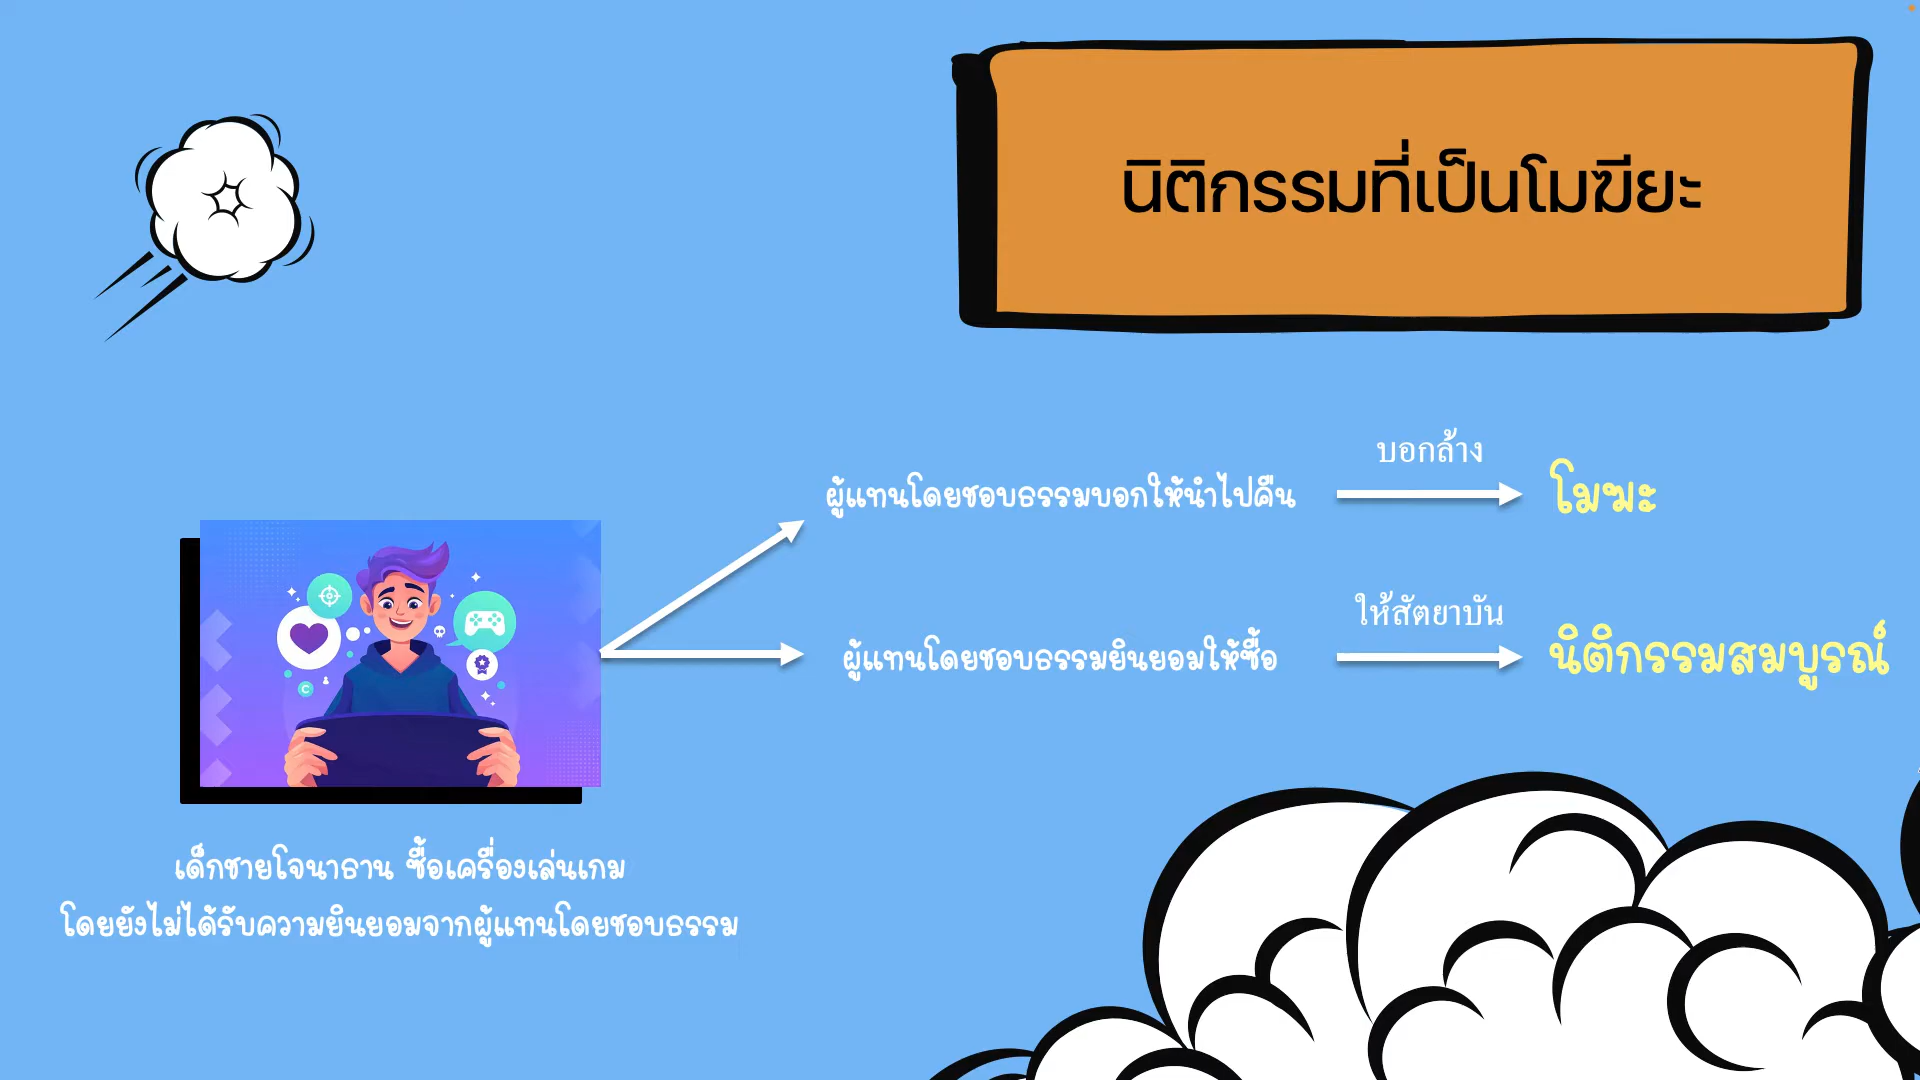 นิติกรรมที่เป็นโมฆียะ
บอกล้าง
ผู้แทนโดยชอบธรรมบอกให้นำไปคืน
โมฆะ
ให้สัตยาบัน
ผู้แทนโดยชอบธรรมยินยอมให้ซื้อ
นิติกรรมสมบูรณ์
เด็กชายโจนาธาน ซื้อเครื่องเล่นเกม
โดยยังไม่ได้รับความยินยอมจากผู้แทนโดยชอบธรรม